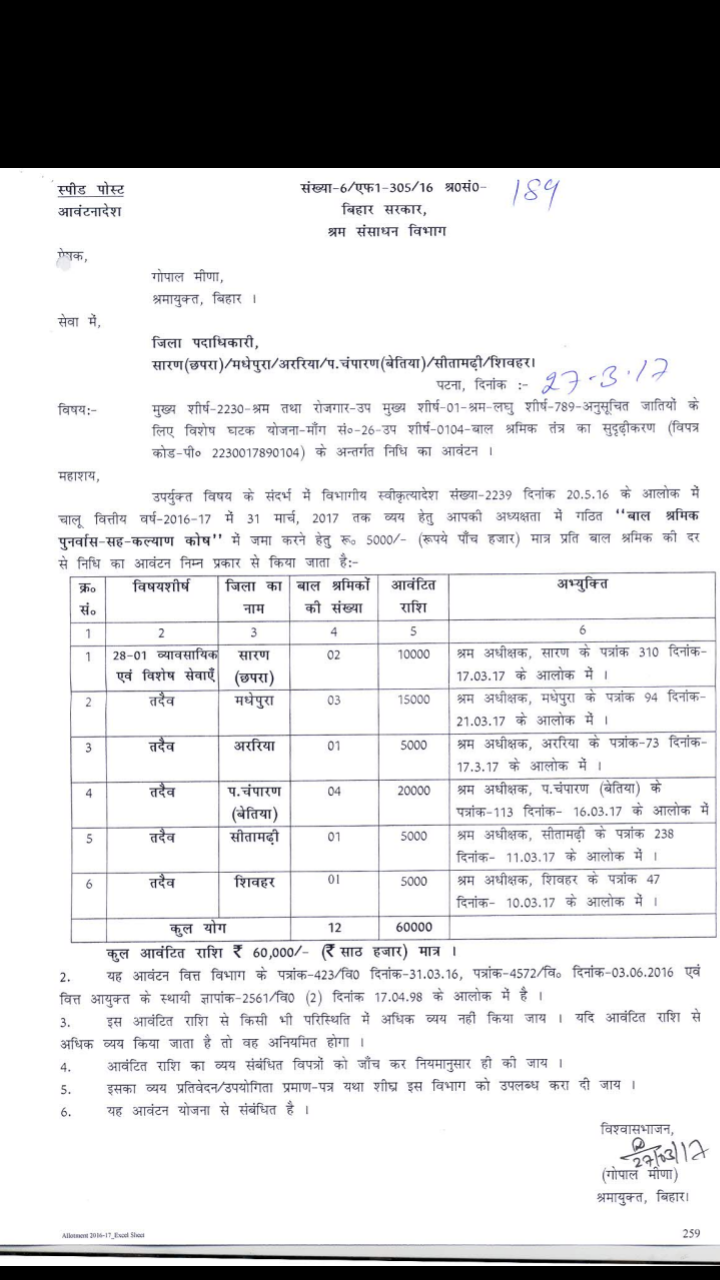 स्पीड पोस्ट
आवंटनादेश
संख्या-6/एफ1-305/16 श्र0सं0- 189
बिहार सरकार,
श्रम संसाधन विभाग
प्रेषक,
गोपाल मीणा,
श्रमायुक्त, बिहार ।
सेवा में,
जिला पदाधिकारी,
सारण(छपरा)/मधेपुरा/अररिया/प.चंपारण(बेतिया)/सीतामढ़ी/शिवहर।
पटना, दिनांक :- 27-3-17
विषय:- मुख्य शीर्ष-2230-श्रम तथा रोजगार-उप मुख्य शीर्ष-01-श्रम-लघु शीर्ष-789-अनुसूचित जातियों के
लिए विशेष घटक योजना-माँग सं०-26-उप शीर्ष-0104-बाल श्रमिक तंत्र का सुदृढ़ीकरण (विपत्र
कोड-पी० 2230017890104) के अन्तर्गत निधि का आवंटन ।
महाशय,
उपर्युक्त विषय के संदर्भ में विभागीय स्वीकृत्यादेश संख्या-2239 दिनांक 20.5.16 के आलोक में
चालू वित्तीय वर्ष-2016-17 में 31 मार्च, 2017 तक व्यय हेतु आपकी अध्यक्षता में गठित ‘‘बाल श्रमिक
पुनर्वास-सह-कल्याण कोष’’ में जमा करने हेतु रू० 5000/- (रूपये पाँच हजार) मात्र प्रति बाल श्रमिक की दर
से निधि का आवंटन निम्न प्रकार से किया जाता है:-
क्र० सं० विषयशीर्ष जिला का नाम बाल श्रमिकों की संख्या आवंटित राशि अभ्युक्ति
1 2 3 4 5 6
1 28-01 व्यावसायिक एवं विशेष सेवाएँ सारण (छपरा) 02 10000 श्रम अधीक्षक, सारण के पत्रांक 310 दिनांक-
17.03.17 के आलोक में ।
2 तदैव मधेपुरा 03 15000 श्रम अधीक्षक, मधेपुरा के पत्रांक 94 दिनांक-
21.03.17 के आलोक में ।
3 तदैव अररिया 01 5000 श्रम अधीक्षक, अररिया के पत्रांक-73 दिनांक-
17.3.17 के आलोक में ।
4 तदैव प.चंपारण (बेतिया) 04 20000 श्रम अधीक्षक, प.चंपारण (बेतिया) के
पत्रांक-113 दिनांक- 16.03.17 के आलोक में
5 तदैव सीतामढ़ी 01 5000 श्रम अधीक्षक, सीतामढ़ी के पत्रांक 238
दिनांक- 11.03.17 के आलोक में ।
6 तदैव शिवहर 01 5000 श्रम अधीक्षक, शिवहर के पत्रांक 47
दिनांक- 10.03.17 के आलोक में ।
कुल योग 12 60000
कुल आवंटित राशि ₹ 60,000/- (₹ साठ हजार) मात्र ।
2. यह आवंटन वित्त विभाग के पत्रांक-423/वि0 दिनांक-31.03.16, पत्रांक-4572/वि० दिनांक-03.06.2016 एवं
वित्त आयुक्त के स्थायी ज्ञापांक-2561/वि0 (2) दिनांक 17.04.98 के आलोक में है ।
3. इस आवंटित राशि से किसी भी परिस्थिति में अधिक व्यय नहीं किया जाय । यदि आवंटित राशि से
अधिक व्यय किया जाता है तो वह अनियमित होगा ।
4. आवंटित राशि का व्यय संबंधित विपत्रों को जाँच कर नियमानुसार ही की जाय ।
5. इसका व्यय प्रतिवेदन/उपयोगिता प्रमाण-पत्र यथा शीघ्र इस विभाग को उपलब्ध करा दी जाय ।
6. यह आवंटन योजना से संबंधित है ।
विश्वासभाजन,
27/03/17
(गोपाल मीणा)
श्रमायुक्त, बिहार।
Allotment 2016-17_Excel Sheet
259